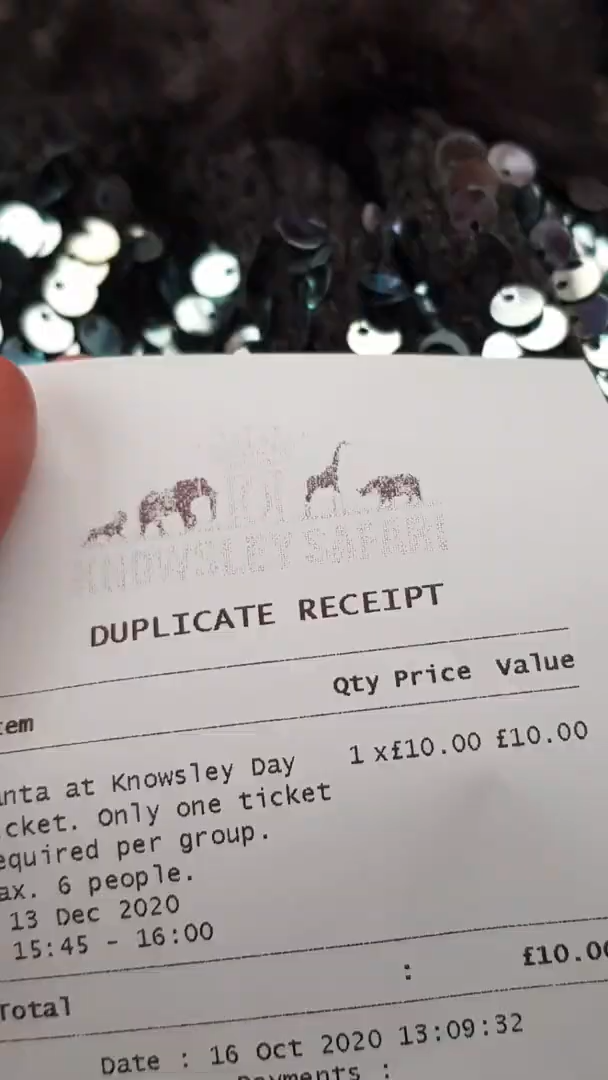 KNOWSLEY SAFARI
DUPLICATE RECEIPT
tem Qty Price Value
nta at Knowsley Day 1 x£10.00 £10.00
cket. Only one ticket
equired per group.
ax. 6 people.
13 Dec 2020
15:45 - 16:00
Total : £10.00
Date : 16 Oct 2020 13:09:32
Payments :